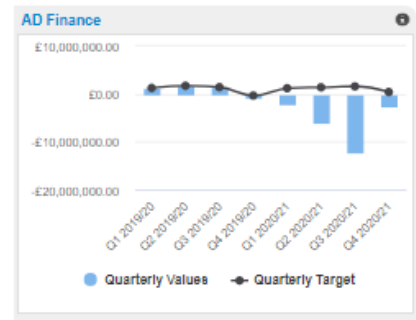 AD Finance
£10,000,000.00
£0.00
-£10,000,000.00
-£20,000,000.00
Q1 2019/20
Q2 2019/20
Q3 2019/20
Q4 2019/20
Q1 2020/21
Q2 2020/21
Q3 2020/21
Q4 2020/21
Quarterly Values
Quarterly Target